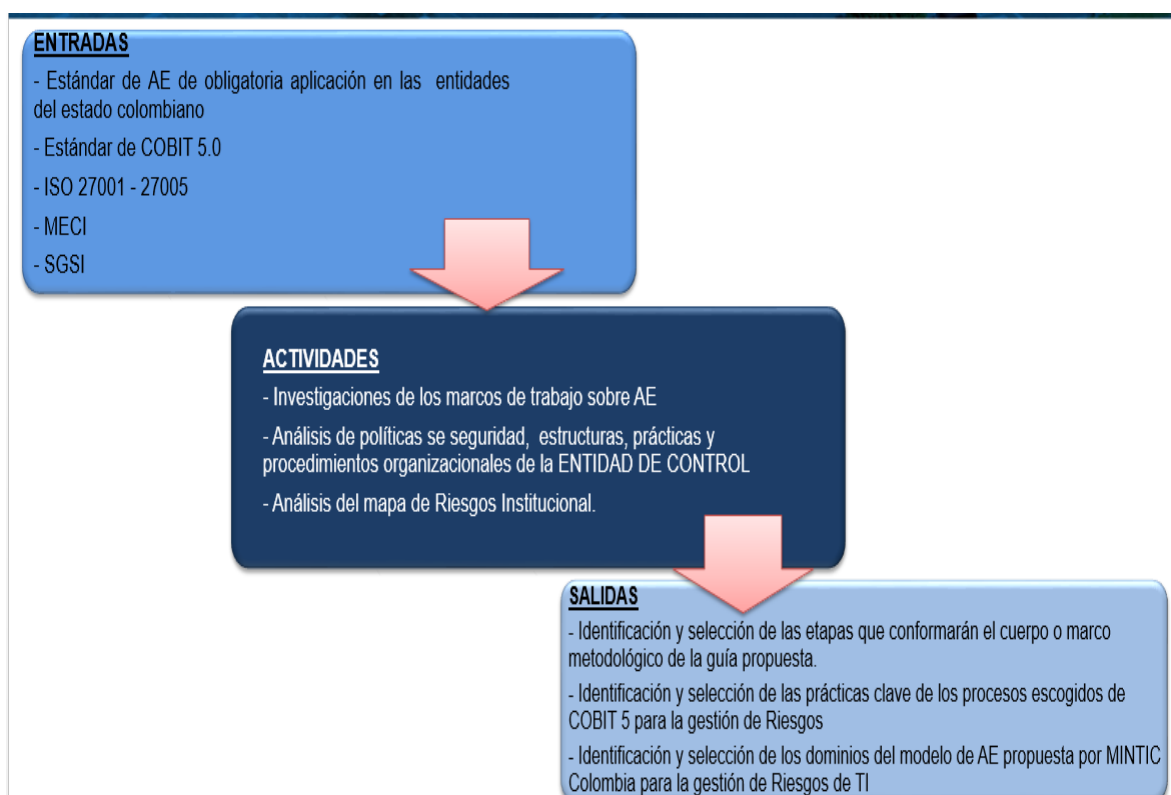 ENTRADAS
- Estándar de AE de obligatoria aplicación en las entidades
del estado colombiano
- Estándar de COBIT 5.0
- ISO 27001 - 27005
- MECI
- SGSI
ACTIVIDADES
- Investigaciones de los marcos de trabajo sobre AE
- Análisis de políticas se seguridad, estructuras, prácticas y
procedimientos organizacionales de la ENTIDAD DE CONTROL
- Análisis del mapa de Riesgos Institucional.
SALIDAS
- Identificación y selección de las etapas que conformarán el cuerpo o marco
metodológico de la guía propuesta.
- Identificación y selección de las prácticas clave de los procesos escogidos de
COBIT 5 para la gestión de Riesgos
- Identificación y selección de los dominios del modelo de AE propuesta por MINTIC
Colombia para la gestión de Riesgos de TI